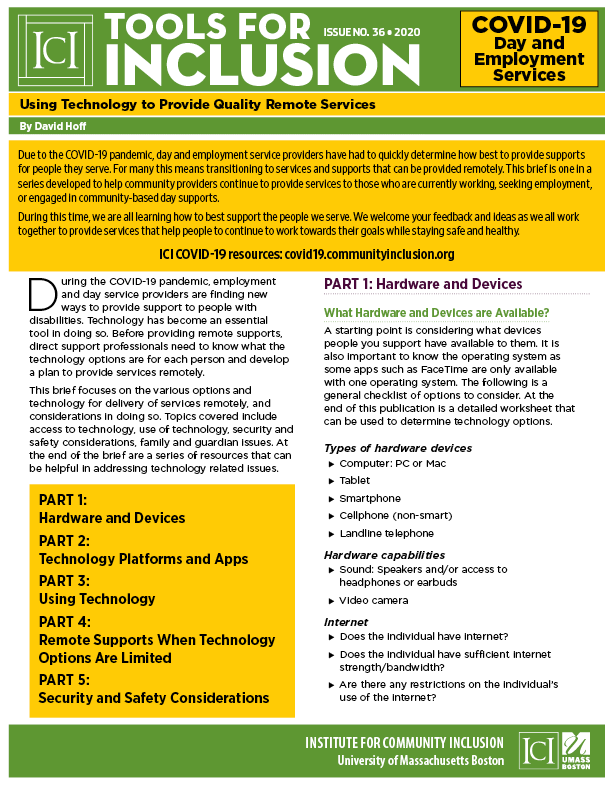 ICI
TOOLS FOR
INCLUSION
ISSUE NO. 36 • 2020
COVID-19
Day and
Employment
Services
Using Technology to Provide Quality Remote Services
By David Hoff
Due to the COVID-19 pandemic, day and employment service providers have had to quickly determine how best to provide supports
for people they serve. For many this means transitioning to services and supports that can be provided remotely. This brief is one in a
series developed to help community providers continue to provide services to those who are currently working, seeking employment,
or engaged in community-based day supports.
During this time, we are all learning how to best support the people we serve. We welcome your feedback and ideas as we all work
together to provide services that help people to continue to work towards their goals while staying safe and healthy.
ICI COVID-19 resources: covid19.communityinclusion.org
During the COVID-19 pandemic, employment
and day service providers are finding new
ways to provide support to people with
disabilities. Technology has become an essential
tool in doing so. Before providing remote supports,
direct support professionals need to know what the
technology options are for each person and develop
a plan to provide services remotely.
This brief focuses on the various options and
technology for delivery of services remotely, and
considerations in doing so. Topics covered include
access to technology, use of technology, security and
safety considerations, family and guardian issues. At
the end of the brief are a series of resources that can
be helpful in addressing technology related issues.
PART 1:
Hardware and Devices
PART 2:
Technology Platforms and Apps
PART 3:
Using Technology
PART 4:
Remote Supports When Technology
Options Are Limited
PART 5:
Security and Safety Considerations
PART 1: Hardware and Devices
What Hardware and Devices are Available?
A starting point is considering what devices
people you support have available to them. It is
also important to know the operating system as
some apps such as FaceTime are only available
with one operating system. The following is a
general checklist of options to consider. At the
end of this publication is a detailed worksheet that
can be used to determine technology options.
Types of hardware devices
▶ Computer: PC or Mac
▶ Tablet
▶ Smartphone
▶ Cellphone (non-smart)
▶ Landline telephone
Hardware capabilities
▶ Sound: Speakers and/or access to
headphones or earbuds
▶ Video camera
Internet
▶ Does the individual have internet?
▶ Does the individual have sufficient internet
strength/bandwidth?
▶ Are there any restrictions on the individual's
use of the internet?
INSTITUTE FOR COMMUNITY INCLUSION
University of Massachusetts Boston
ICI
UMASS
BOSTON